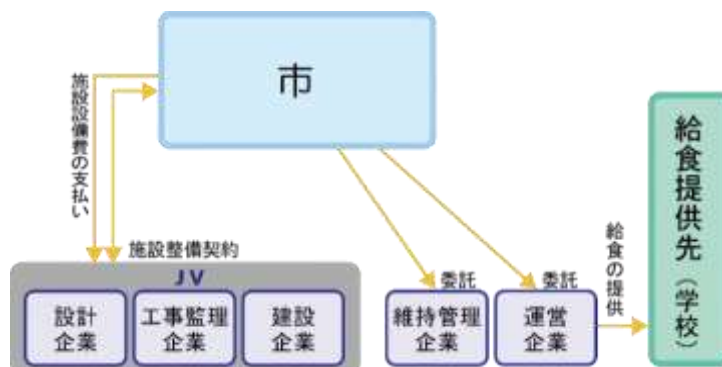 市
施設設備費の支払い
施設整備契約
JV
設計
企業
工事監理
企業
建設
企業
委託
維持管理
企業
委託
運営
企業
給食の提供
給食提供先（学校）